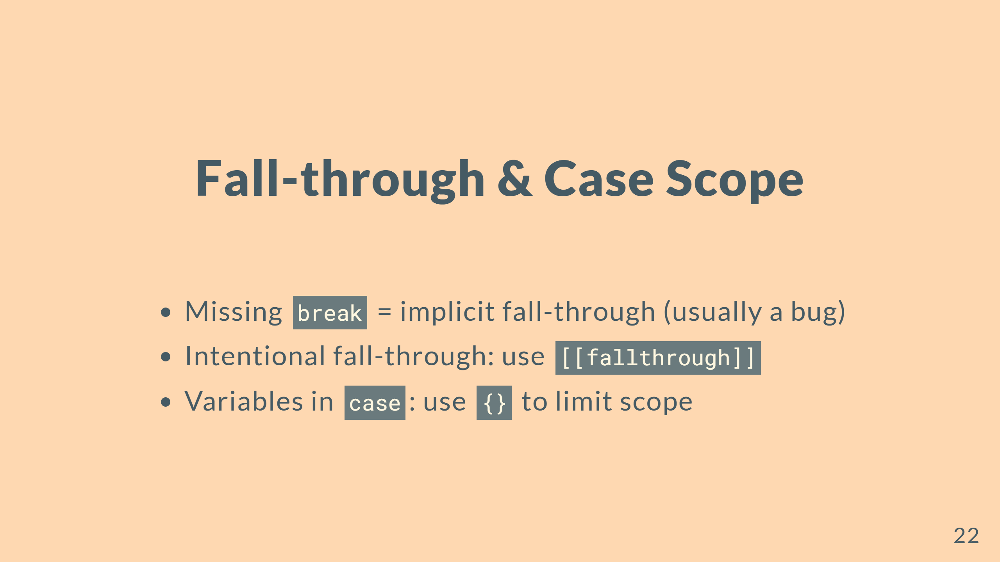 Fall-through & Case Scope
• Missing break = implicit fall-through (usually a bug)
• Intentional fall-through: use [[fallthrough]]
• Variables in case: use {} to limit scope
22